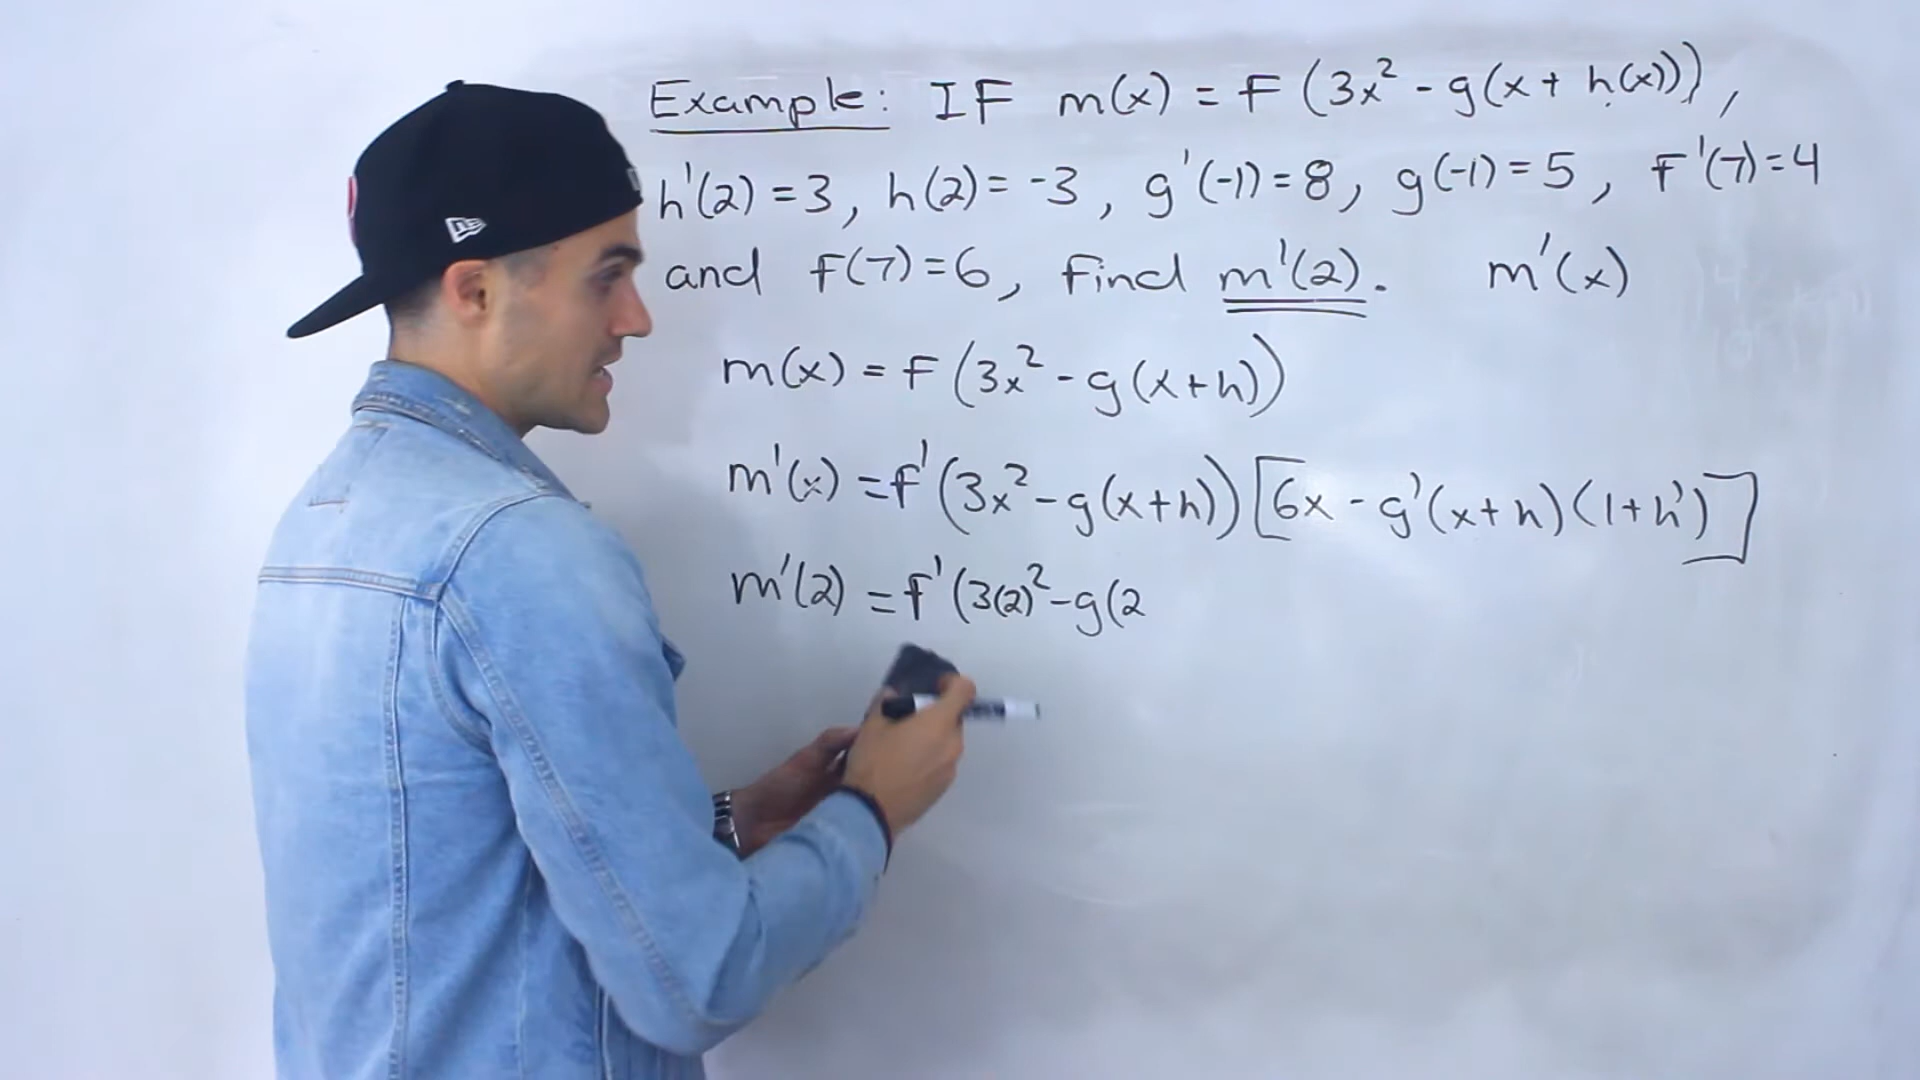 Example: IF m(x) = F (3x² - g(x + h(x))),
h'(2) = 3, h(2) = -3, g'(-1) = 8, g(-1) = 5, F'(7) = 4
and F(7) = 6, Find m'(2). m'(x)
m(x) = F (3x² - g(x+h))
m'(x) = f'(3x² - g(x+h)) [6x - g'(x+h)(1+h')]
m'(2) = f'(3(2)² - g(2